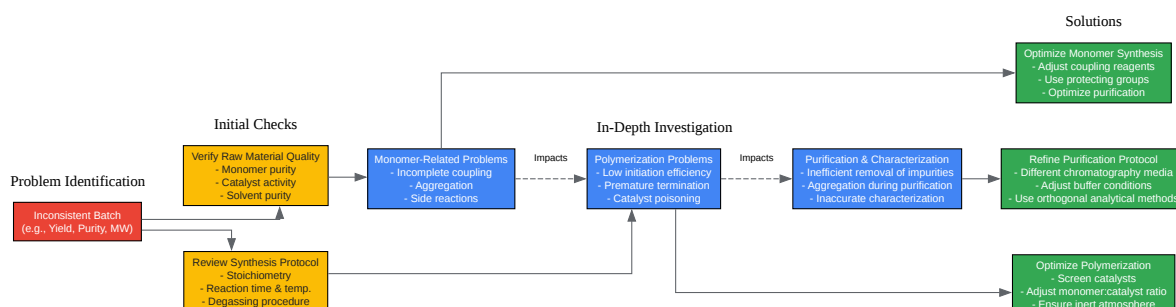 Solutions
Optimize Monomer Synthesis
- Adjust coupling reagents
- Use protecting groups
- Optimize purification
Initial Checks
In-Depth Investigation
Verify Raw Material Quality
- Monomer purity
- Catalyst activity
- Solvent purity
Monomer-Related Problems
- Incomplete coupling
- Aggregation
- Side reactions
Impacts
Polymerization Problems
- Low initiation efficiency
- Premature termination
- Catalyst poisoning
Impacts
Purification & Characterization
- Inefficient removal of impurities
- Aggregation during purification
- Inaccurate characterization
Refine Purification Protocol
- Different chromatography media
- Adjust buffer conditions
- Use orthogonal analytical methods
Problem Identification
Inconsistent Batch
(e.g., Yield, Purity, MW)
Review Synthesis Protocol
- Stoichiometry
- Reaction time & temp.
- Degassing procedure
Optimize Polymerization
- Screen catalysts
- Adjust monomer:catalyst ratio
- Ensure inert atmosphere